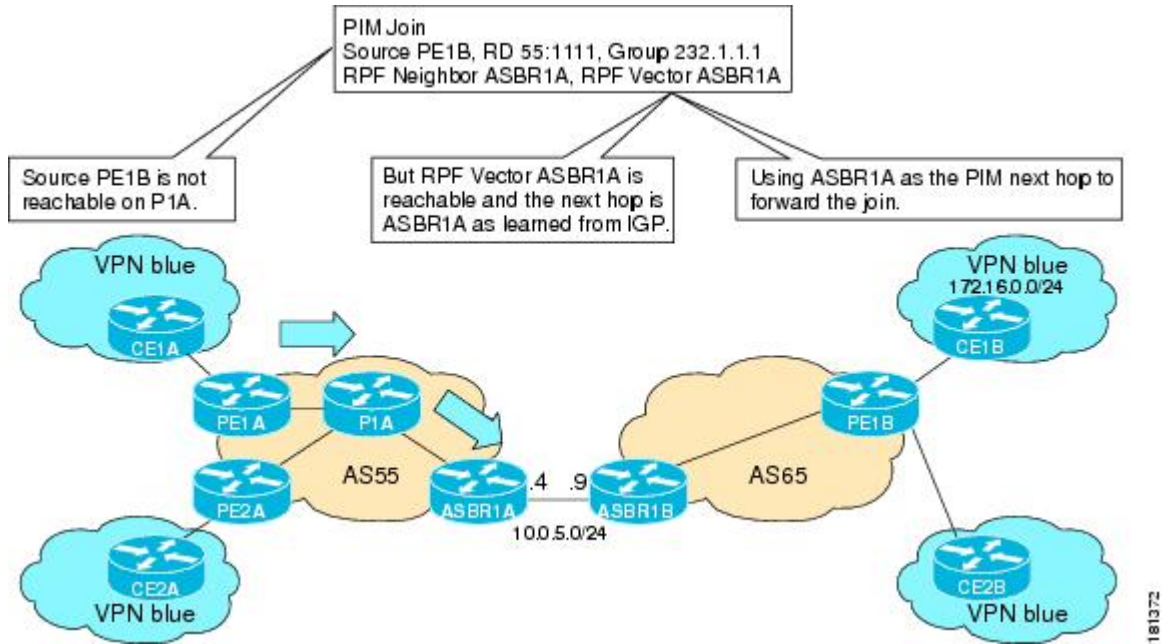 PIM Join
Source PE1B, RD 55:1111, Group 232.1.1.1
RPF Neighbor ASBR1A, RPF Vector ASBR1A
Source PE1B is not
reachable on P1A.
But RPF Vector ASBR1A is
reachable and the next hop is
ASBR1A as learned from IGP.
Using ASBR1A as the PIM next hop to
forward the join.
VPN blue
CE1A
VPN blue
172.16.0.0/24
CE1B
PE1A
P1A
PE1B
PE2A
AS55
ASBR1A
.4
.9
ASBR1B
AS65
10.0.5.0/24
CE2A
VPN blue
CE2B
VPN blue
181372